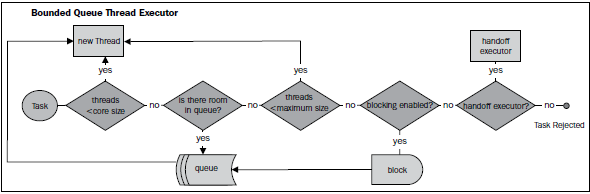 Bounded Queue Thread Executor
new Thread
handoff
executor
yes
yes
yes
Task
threads
<core size
no
is there room
in queue?
no
threads
<maximum size
no
blocking enabled?
no
handoff executor?
no
Task Rejected
yes
yes
queue
block